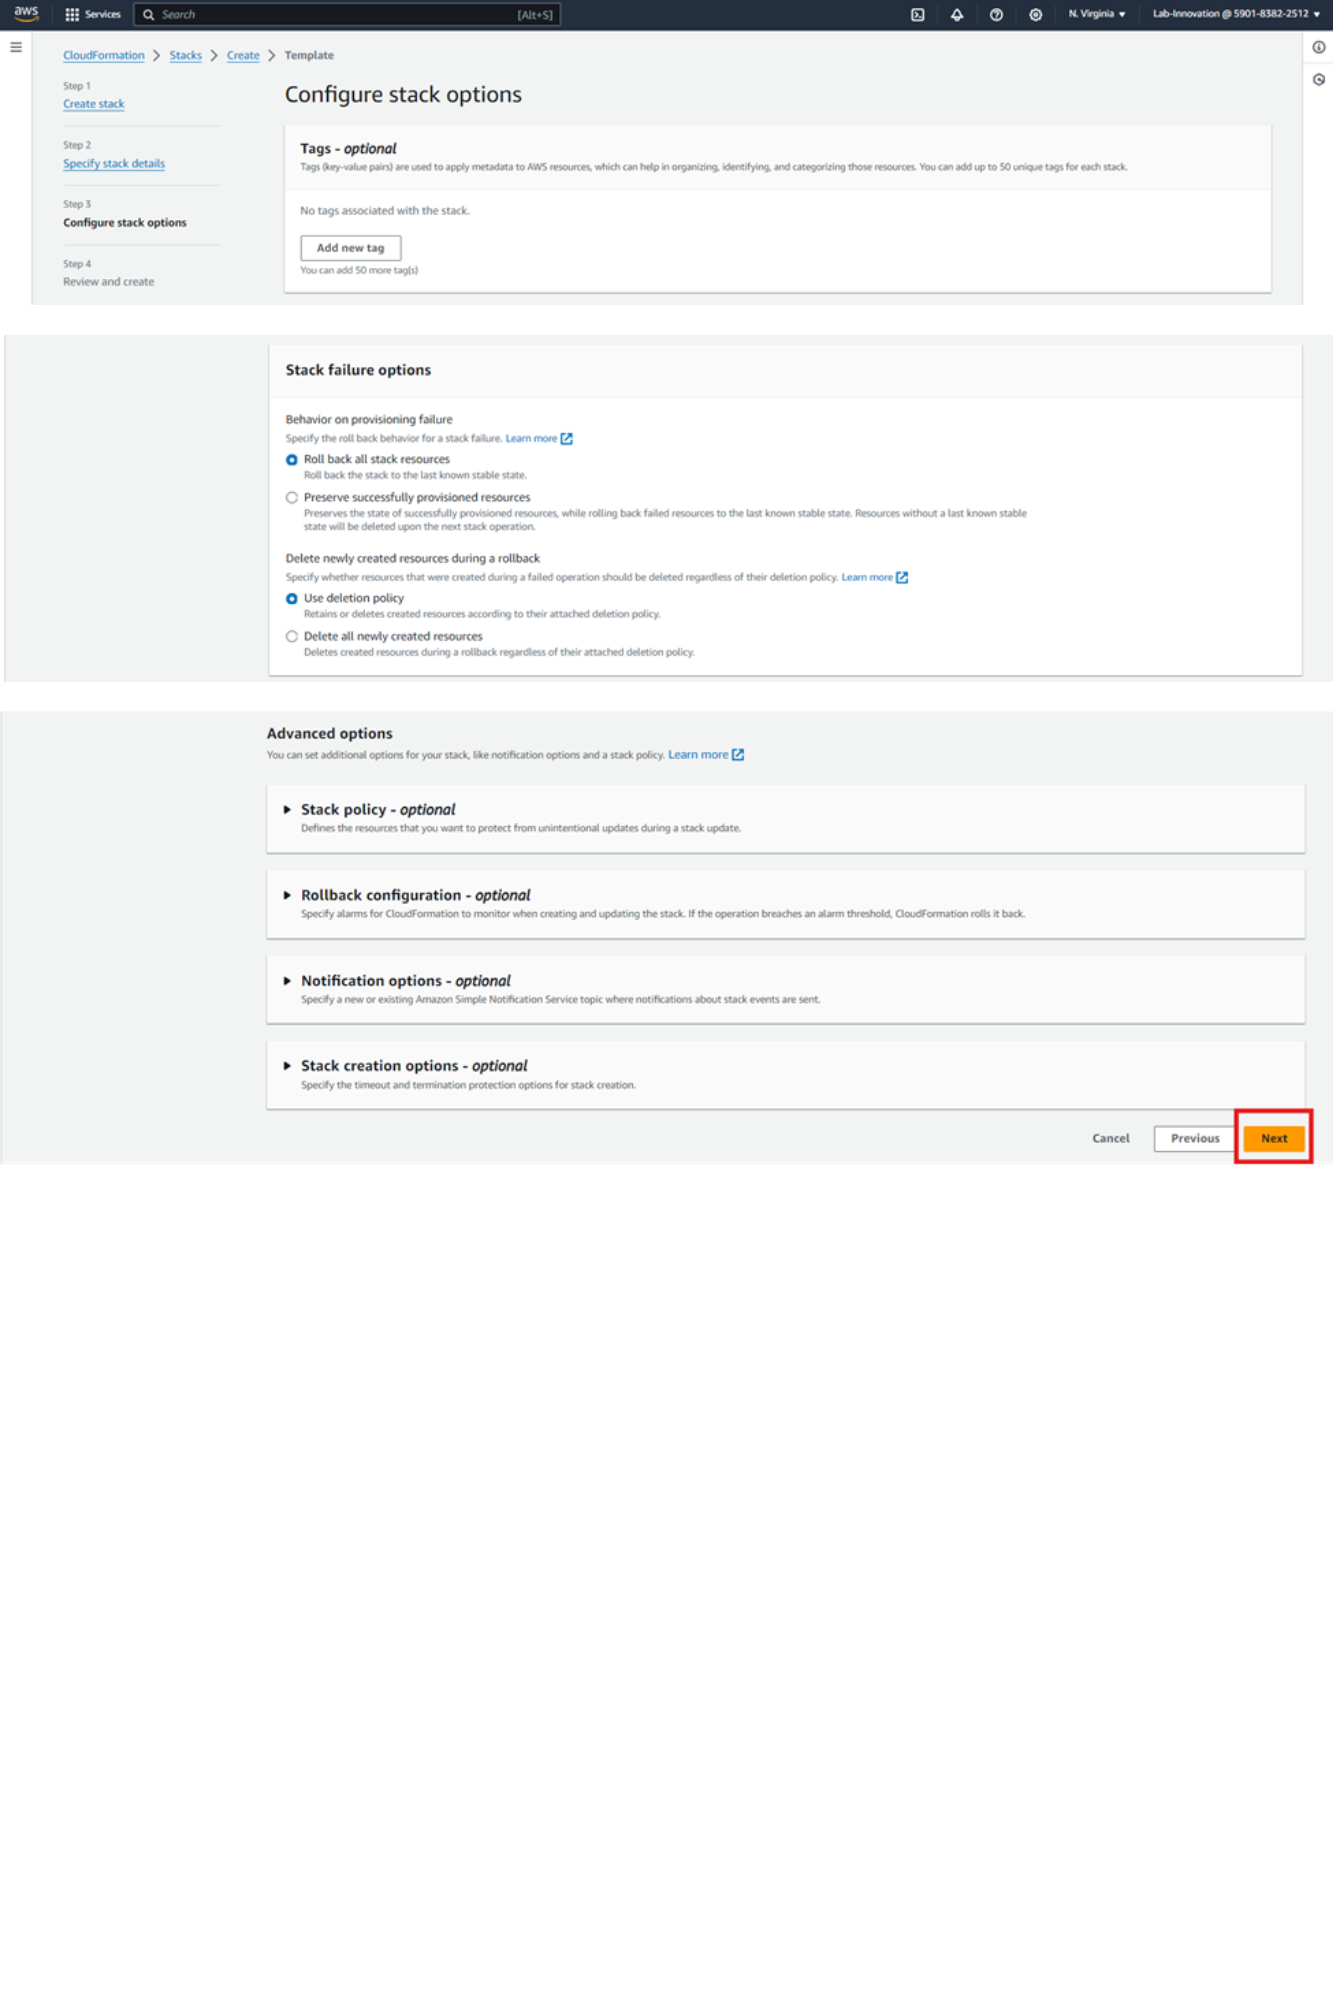 aws Services Search [Alt+S] N. Virginia Lab-Innovation @ 5901-8382-2512
CloudFormation > Stacks > Create > Template
Step 1
Create stack
Step 2
Specify stack details
Step 3
Configure stack options
Step 4
Review and create
Configure stack options
Tags - optional
Tags (key-value pairs) are used to apply metadata to AWS resources, which can help in organizing, identifying, and categorizing those resources. You can add up to 50 unique tags for each stack.
No tags associated with the stack.
Add new tag
You can add 50 more tag(s)
Stack failure options
Behavior on provisioning failure
Specify the roll back behavior for a stack failure. Learn more
Roll back all stack resources
Roll back the stack to the last known stable state.
Preserve successfully provisioned resources
Preserves the state of successfully provisioned resources, while rolling back failed resources to the last known stable state. Resources without a last known stable
state will be deleted upon the next stack operation.
Delete newly created resources during a rollback
Specify whether resources that were created during a failed operation should be deleted regardless of their deletion policy. Learn more
Use deletion policy
Retains or deletes created resources according to their attached deletion policy.
Delete all newly created resources
Deletes created resources during a rollback regardless of their attached deletion policy.
Advanced options
You can set additional options for your stack, like notification options and a stack policy. Learn more
Stack policy - optional
Defines the resources that you want to protect from unintentional updates during a stack update.
Rollback configuration - optional
Specify alarms for CloudFormation to monitor when creating and updating the stack. If the operation breaches an alarm threshold, CloudFormation rolls it back.
Notification options - optional
Specify a new or existing Amazon Simple Notification Service topic where notifications about stack events are sent.
Stack creation options - optional
Specify the timeout and termination protection options for stack creation.
Cancel Previous Next